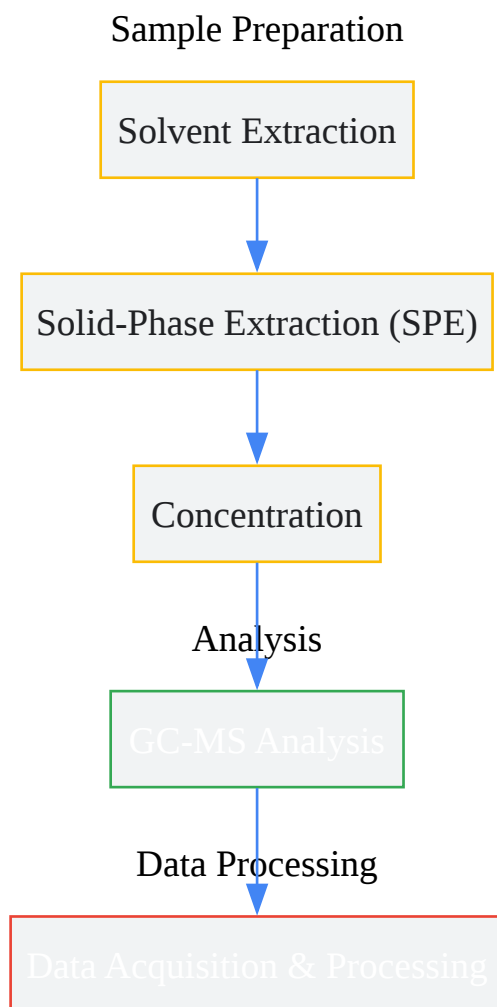 Sample Preparation
Solvent Extraction
Solid-Phase Extraction (SPE)
Concentration
Analysis
GC-MS Analysis
Data Processing
Data Acquisition & Processing